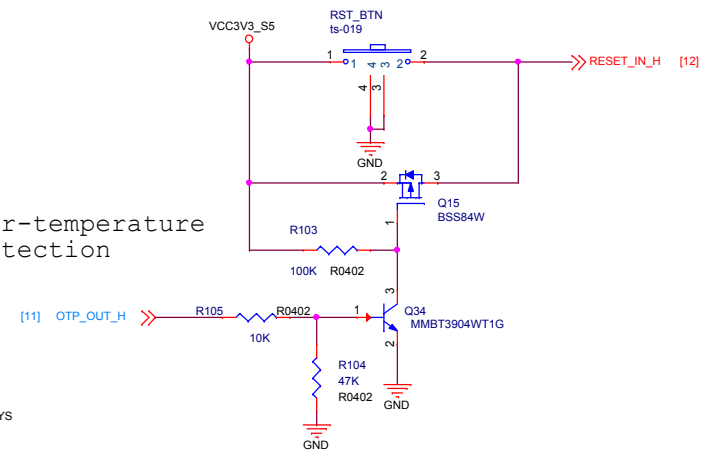 RST_BTN
ts-019
VCC3V3_S5
1
1 4 3 2
2
RESET_IN_H [12]
4
3
GND
2
3
Q15
BSS84W
1
r-temperature
tection
R103
100K R0402
3
[11] OTP_OUT_H
R105
R0402
1
Q34
MMBT3904WT1G
10K
2
R104
47K
R0402
GND
YS
GND